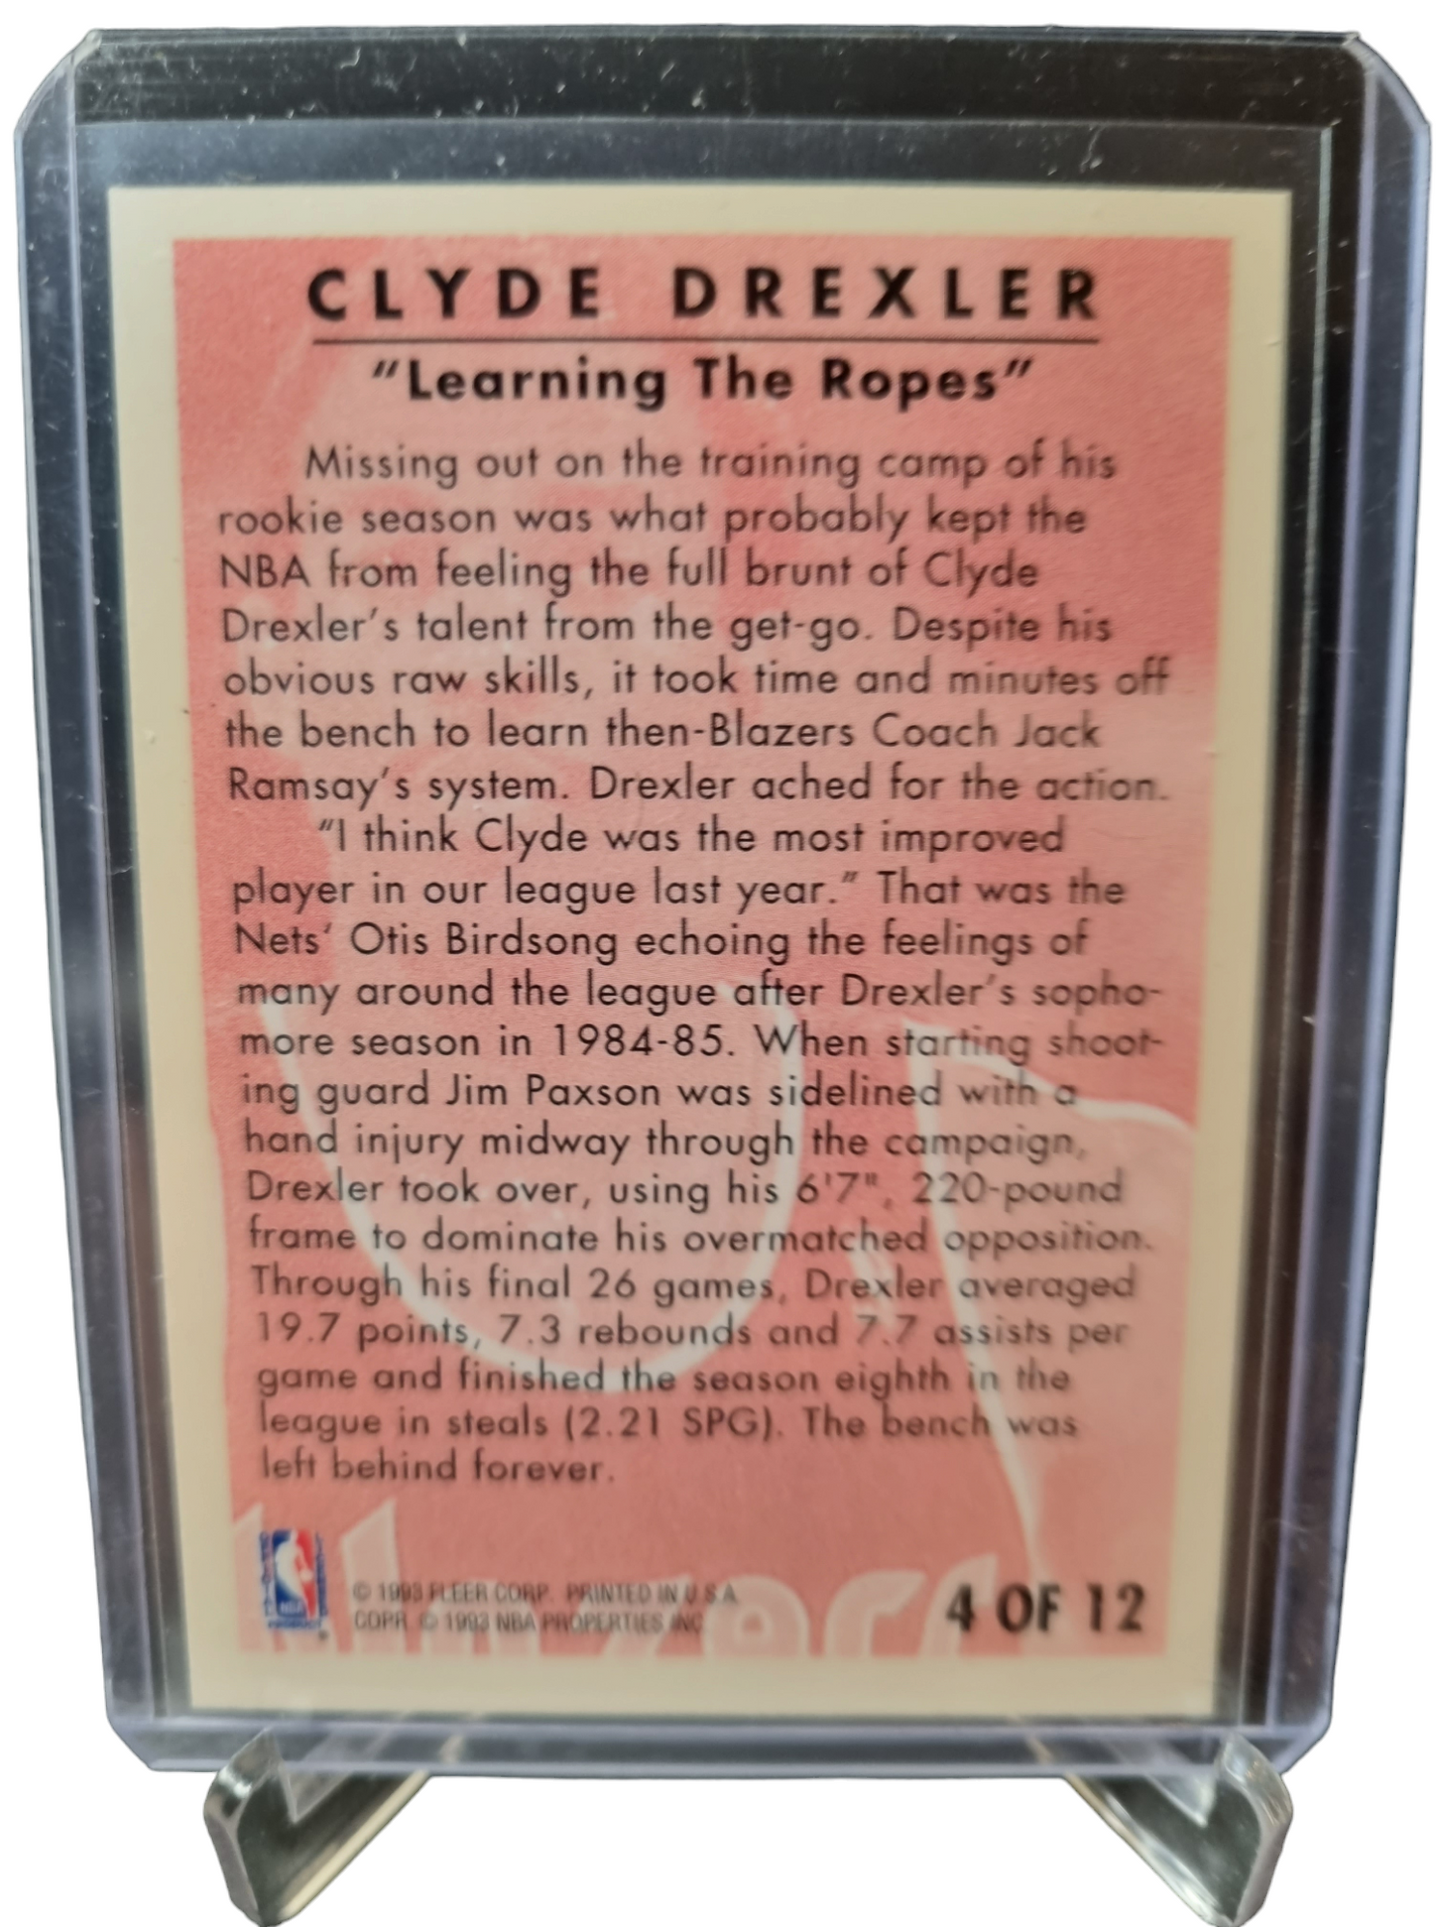 CLYDE DREXLER
"Learning The Ropes"
Missing out on the training camp of his
rookie season was what probably kept the
NBA from feeling the full brunt of Clyde
Drexler's talent from the get-go. Despite his
obvious raw skills, it took time and minutes off
the bench to learn then-Blazers Coach Jack
Ramsay's system. Drexler ached for the action.
"I think Clyde was the most improved
player in our league last year." That was the
Nets' Otis Birdsong echoing the feelings of
many around the league after Drexler's sopho-
more season in 1984-85. When starting shoot-
ing guard Jim Paxson was sidelined with a
hand injury midway through the campaign,
Drexler took over, using his 6'7", 220-pound
frame to dominate his overmatched opposition.
Through his final 26 games, Drexler averaged
19.7 points, 7.3 rebounds and 7.7 assists per
game and finished the season eighth in the
league in steals (2.21 SPG). The bench was
left behind forever.
blazers
© 1993 FLEER CORP. PRINTED IN U.S.A.
COPR. © 1993 NBA PROPERTIES INC.
4 OF 12